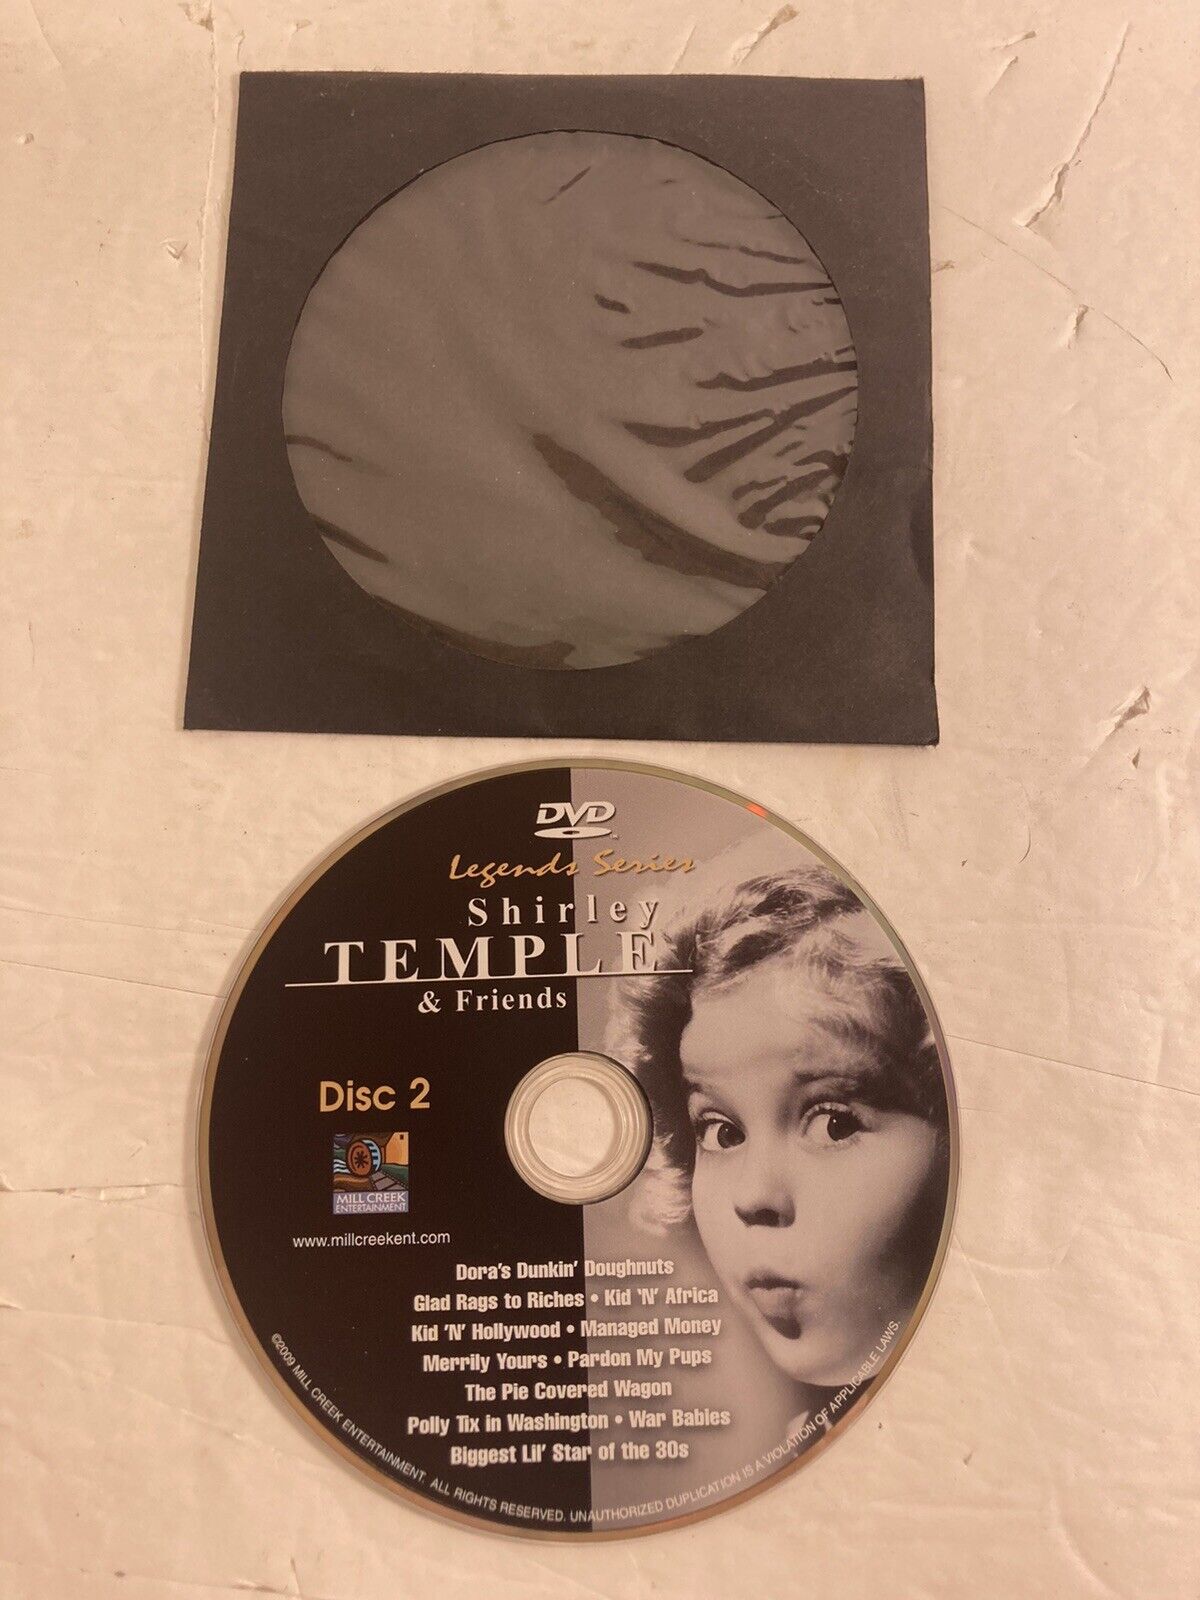 DVD
™
Legends Series
Shirley
TEMPLE
& Friends
Disc 2
MILL CREEK
ENTERTAINMENT
www.millcreekent.com
Dora's Dunkin' Doughnuts
Glad Rags to Riches • Kid 'N' Africa
Kid 'N' Hollywood • Managed Money
Merrily Yours • Pardon My Pups
The Pie Covered Wagon
Polly Tix in Washington • War Babies
Biggest Lil' Star of the 30s
©2009 MILL CREEK ENTERTAINMENT. ALL RIGHTS RESERVED. UNAUTHORIZED DUPLICATION IS A VIOLATION OF APPLICABLE LAWS.